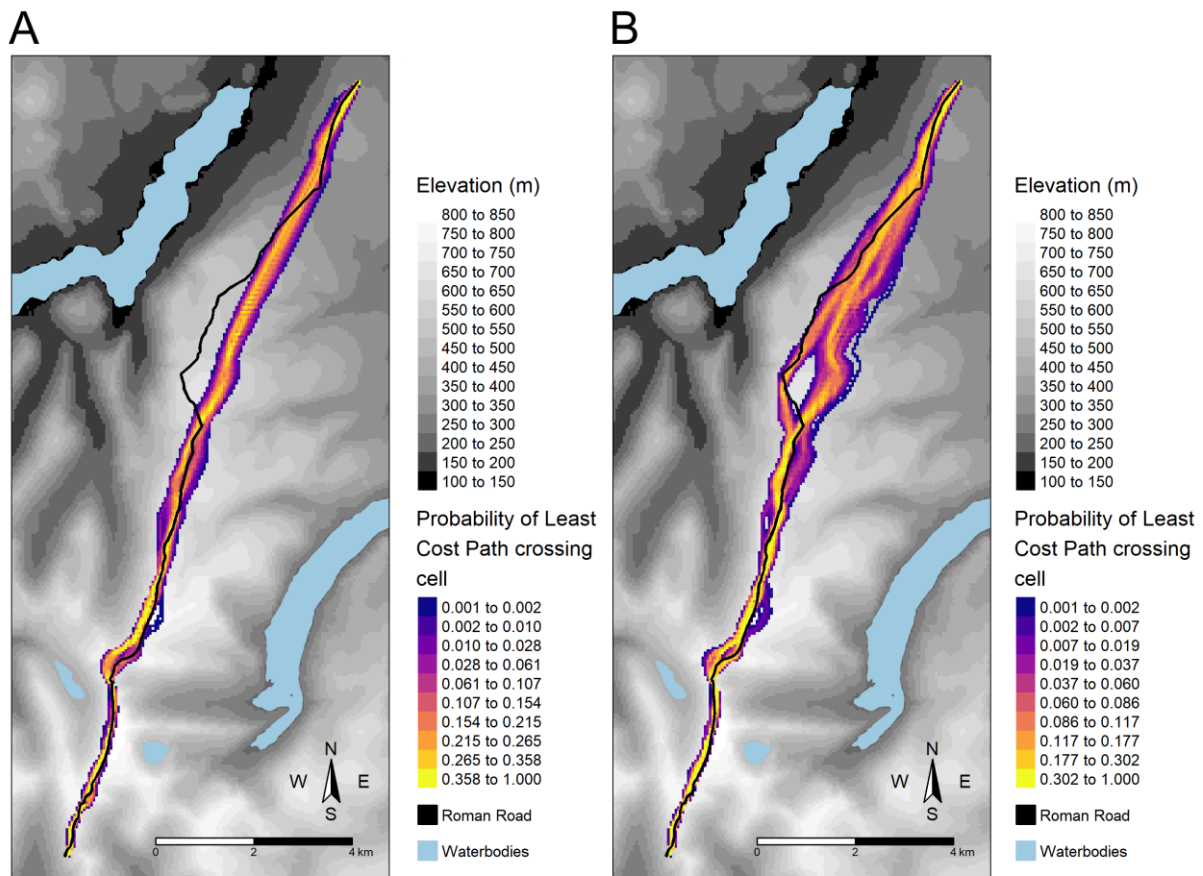 A
Elevation (m)
800 to 850
750 to 800
700 to 750
650 to 700
600 to 650
550 to 600
500 to 550
450 to 500
400 to 450
350 to 400
300 to 350
250 to 300
200 to 250
150 to 200
100 to 150
Probability of Least
Cost Path crossing
cell
0.001 to 0.002
0.002 to 0.010
0.010 to 0.028
0.028 to 0.061
0.061 to 0.107
0.107 to 0.154
0.154 to 0.215
0.215 to 0.265
0.265 to 0.358
0.358 to 1.000
Roman Road
Waterbodies
N
W E
S
0 2 4 km
B
Elevation (m)
800 to 850
750 to 800
700 to 750
650 to 700
600 to 650
550 to 600
500 to 550
450 to 500
400 to 450
350 to 400
300 to 350
250 to 300
200 to 250
150 to 200
100 to 150
Probability of Least
Cost Path crossing
cell
0.001 to 0.002
0.002 to 0.007
0.007 to 0.019
0.019 to 0.037
0.037 to 0.060
0.060 to 0.086
0.086 to 0.117
0.117 to 0.177
0.177 to 0.302
0.302 to 1.000
Roman Road
Waterbodies
N
W E
S
0 2 4 km